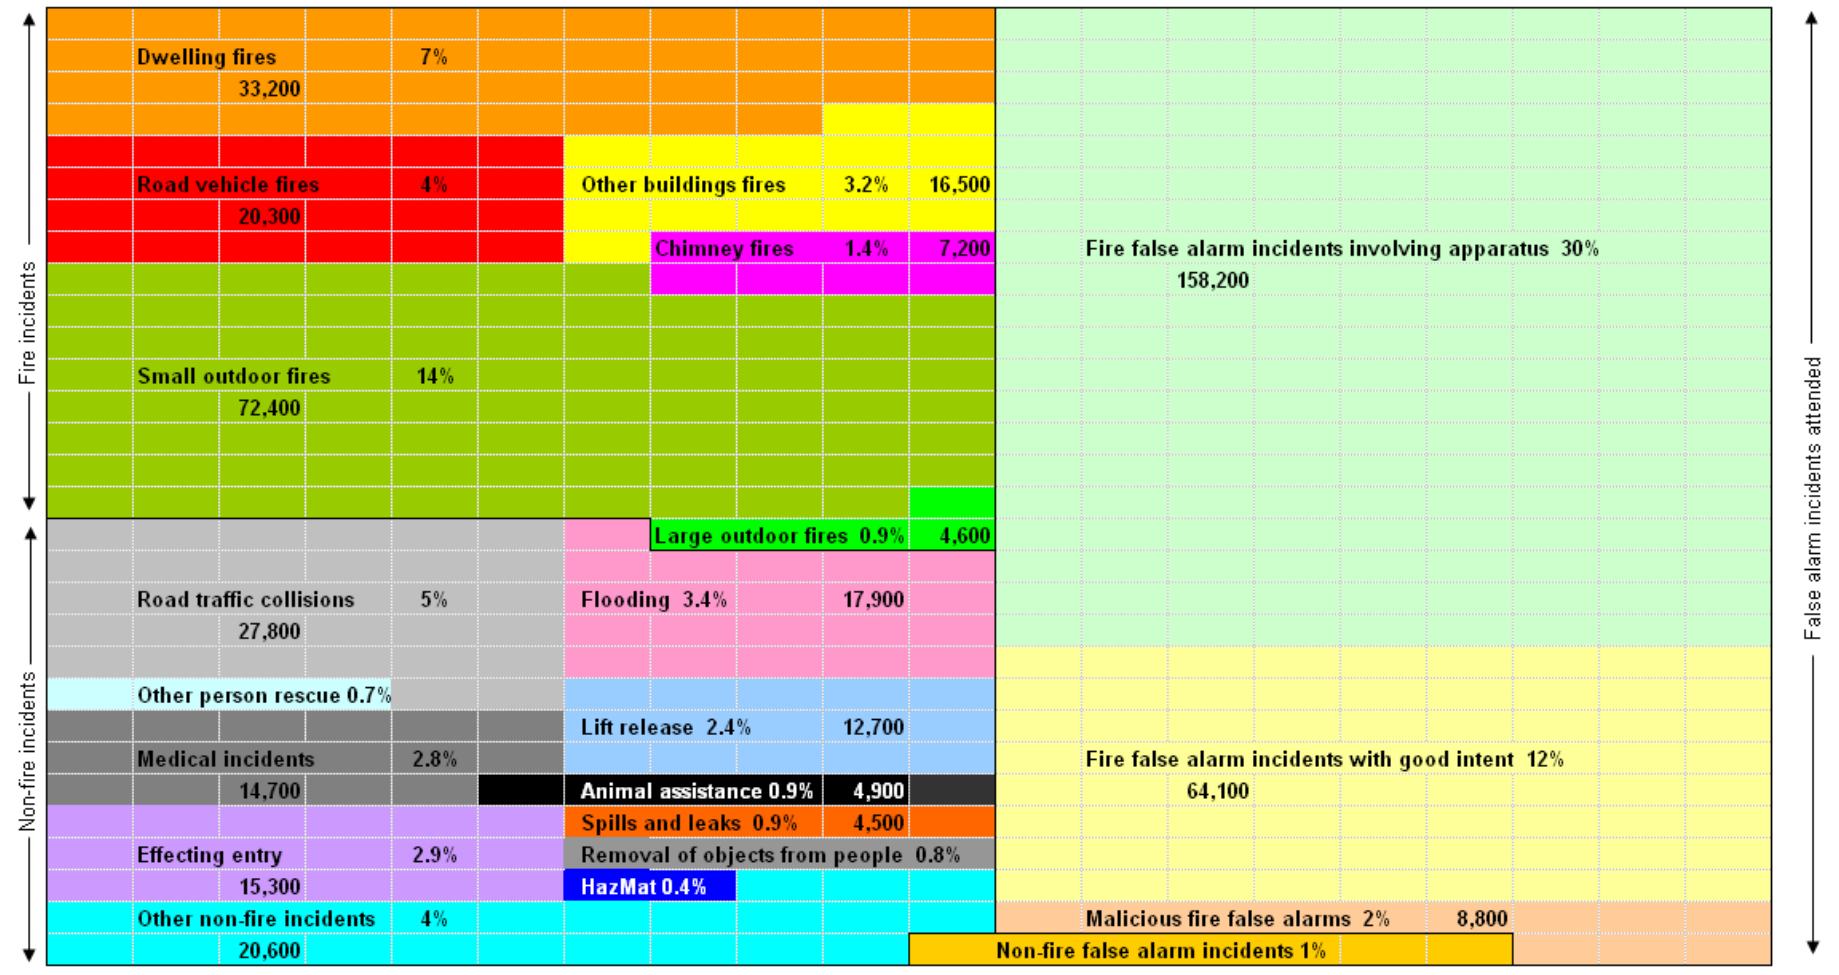 Fire incidents
Non-fire incidents
False alarm incidents attended
Dwelling fires 7%
33,200
Road vehicle fires 4%
20,300
Other buildings fires 3.2% 16,500
Chimney fires 1.4% 7,200
Small outdoor fires 14%
72,400
Large outdoor fires 0.9% 4,600
Road traffic collisions 5%
27,800
Flooding 3.4% 17,900
Other person rescue 0.7%
Lift release 2.4% 12,700
Medical incidents 2.8%
14,700
Animal assistance 0.9% 4,900
Spills and leaks 0.9% 4,500
Effecting entry 2.9%
15,300
Removal of objects from people 0.8%
HazMat 0.4%
Other non-fire incidents 4%
20,600
Fire false alarm incidents involving apparatus 30%
158,200
Fire false alarm incidents with good intent 12%
64,100
Malicious fire false alarms 2% 8,800
Non-fire false alarm incidents 1%